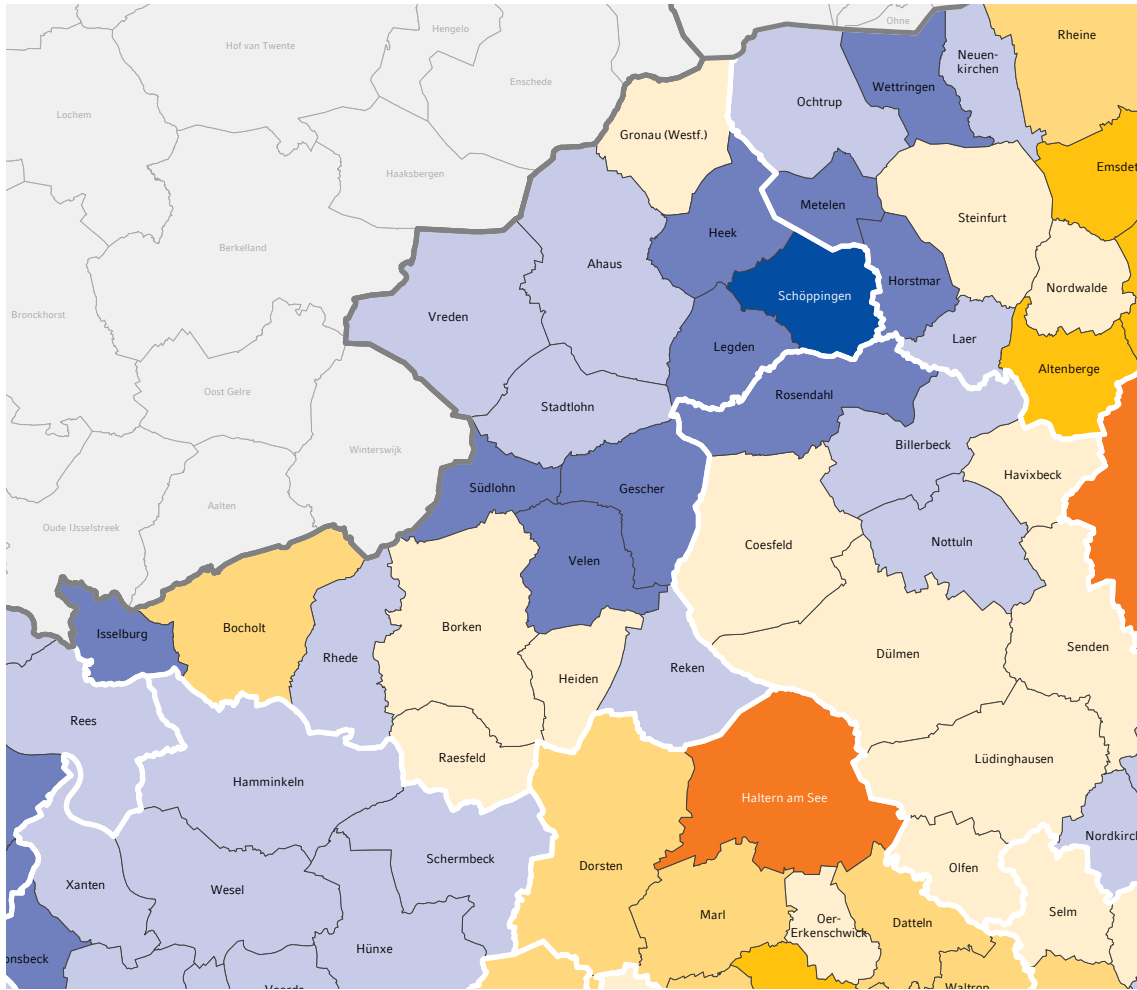 Ohne
Hengelo
Hof van Twente
Rheine
Neuen-
kirchen
Enschede
Wettringen
Ochtrup
Lochem
Gronau (Westf.)
Emsdet
Haaksbergen
Metelen
Steinfurt
Heek
Berkelland
Ahaus
Horstmar
Nordwalde
Schöppingen
Bronckhorst
Vreden
Laer
Legden
Altenberge
Oost Gelre
Rosendahl
Stadtlohn
Billerbeck
Winterswijk
Havixbeck
Südlohn
Gescher
Aalten
Oude IJsselstreek
Nottuln
Coesfeld
Velen
Isselburg
Bocholt
Borken
Senden
Dülmen
Rhede
Reken
Heiden
Rees
Raesfeld
Lüdinghausen
Hamminkeln
Haltern am See
Nordkirch
Schermbeck
Dorsten
Olfen
Xanten
Wesel
Selm
Marl
Oer-
Erkenschwick
Datteln
Hünxe
onsbeck
Voerde
Waltrop